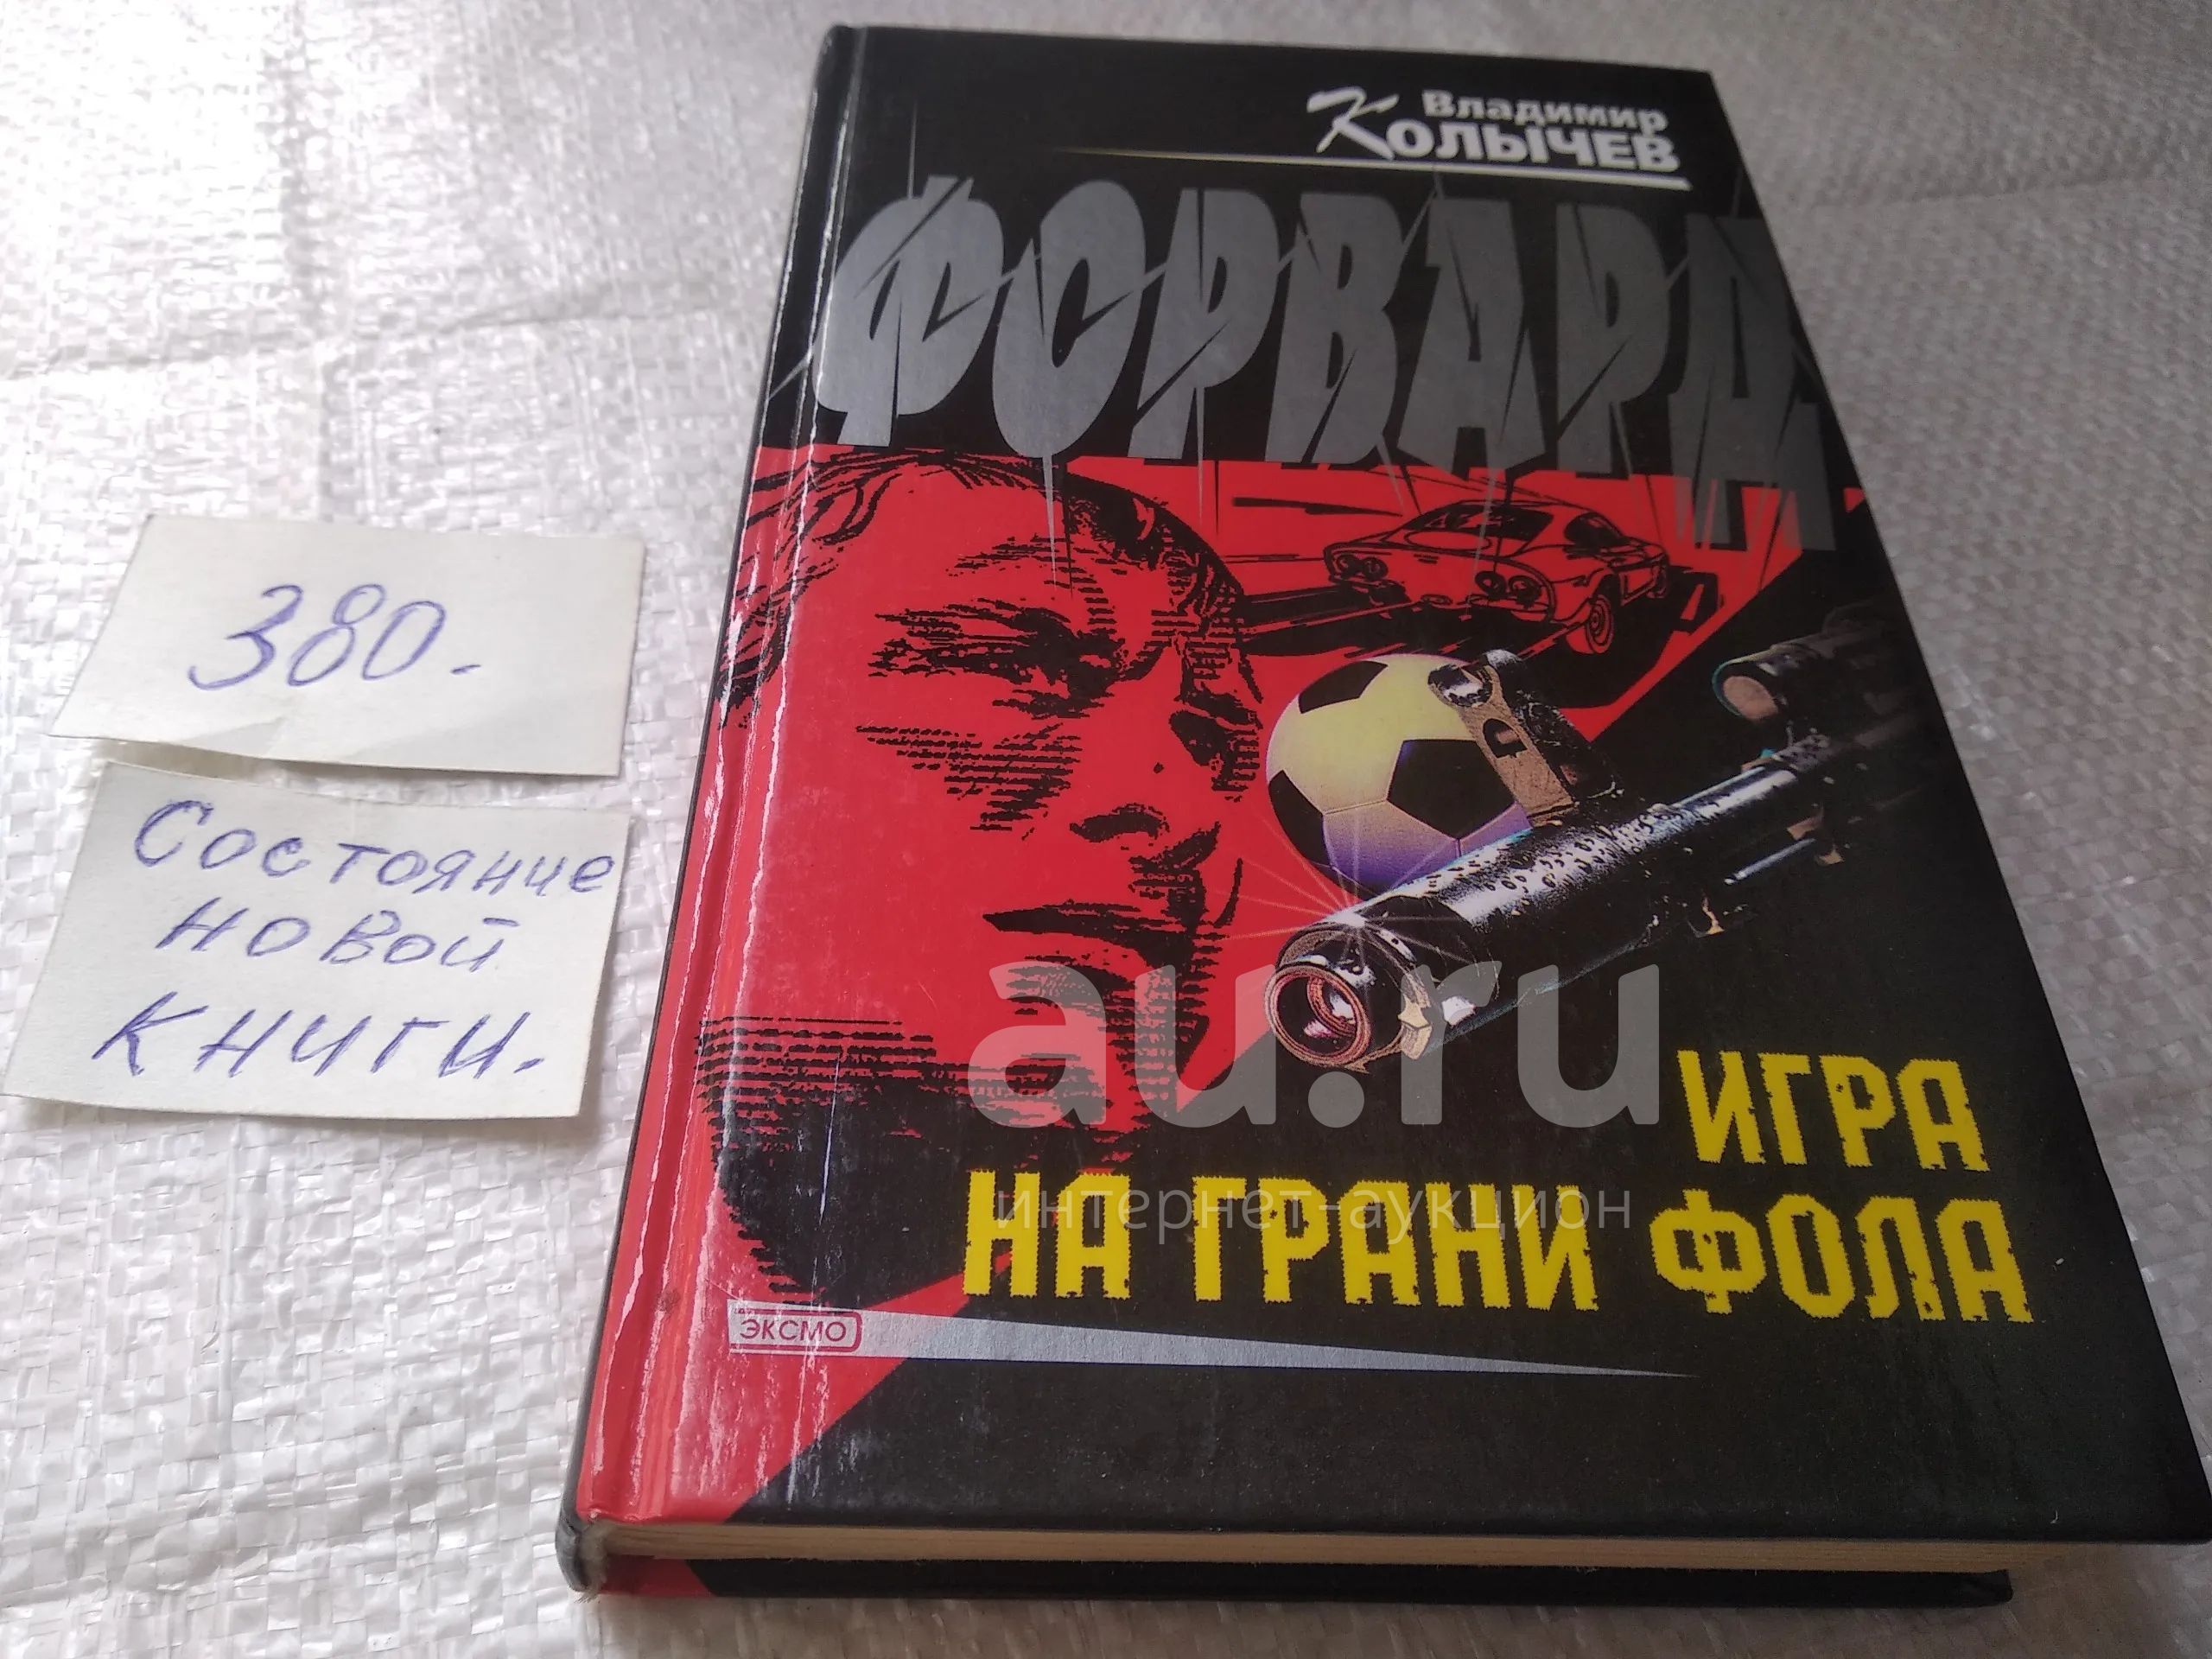 Владимир
Колычев
ФОРВАРД
380.
Состояние
новой
книги.
au.ru
интернет-аукцион
ИГРА
НА ГРАНИ ФОЛА
ЭКСМО